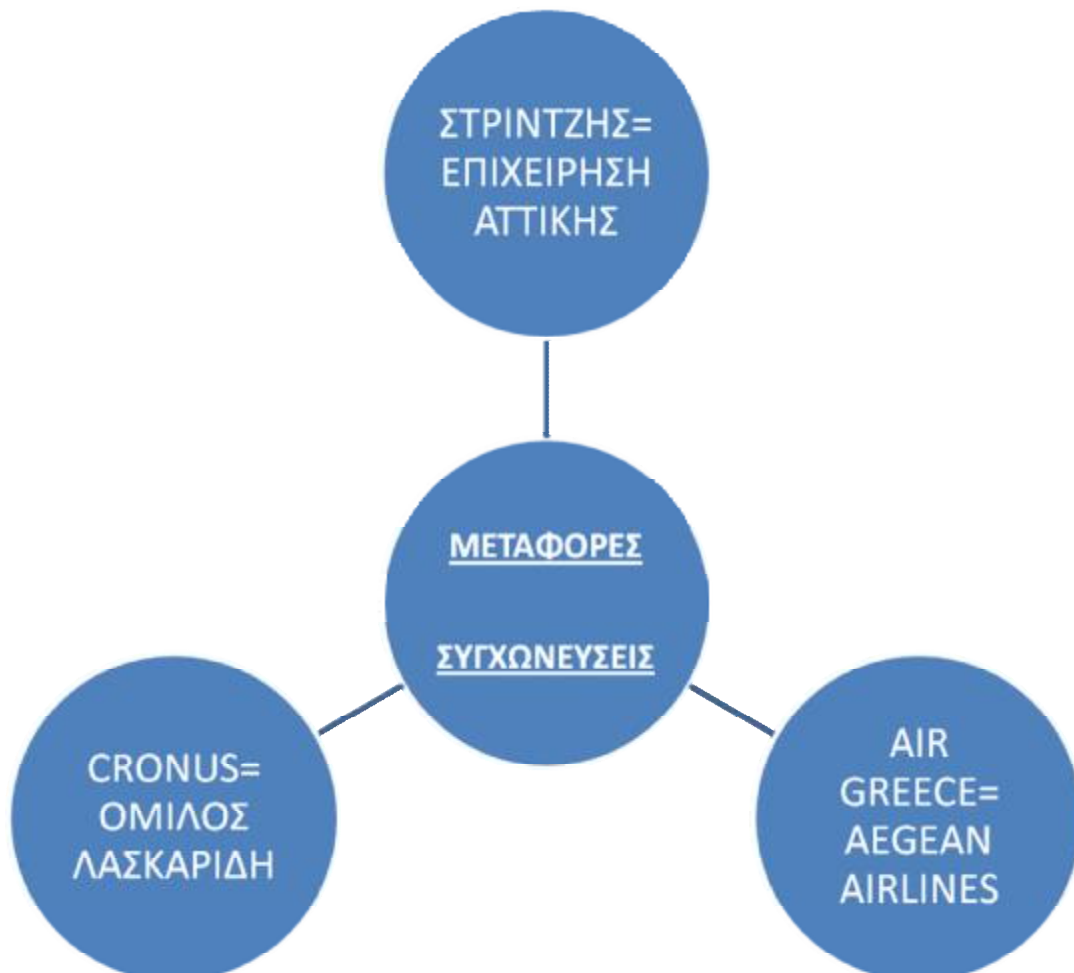 ΣΤΡΙΝΤΖΗΣ=
ΕΠΙΧΕΙΡΗΣΗ
ΑΤΤΙΚΗΣ
ΜΕΤΑΦΟΡΕΣ
ΣΥΓΧΩΝΕΥΣΕΙΣ
CRONUS=
ΟΜΙΛΟΣ
ΛΑΣΚΑΡΙΔΗ
AIR
GREECE=
AEGEAN
AIRLINES